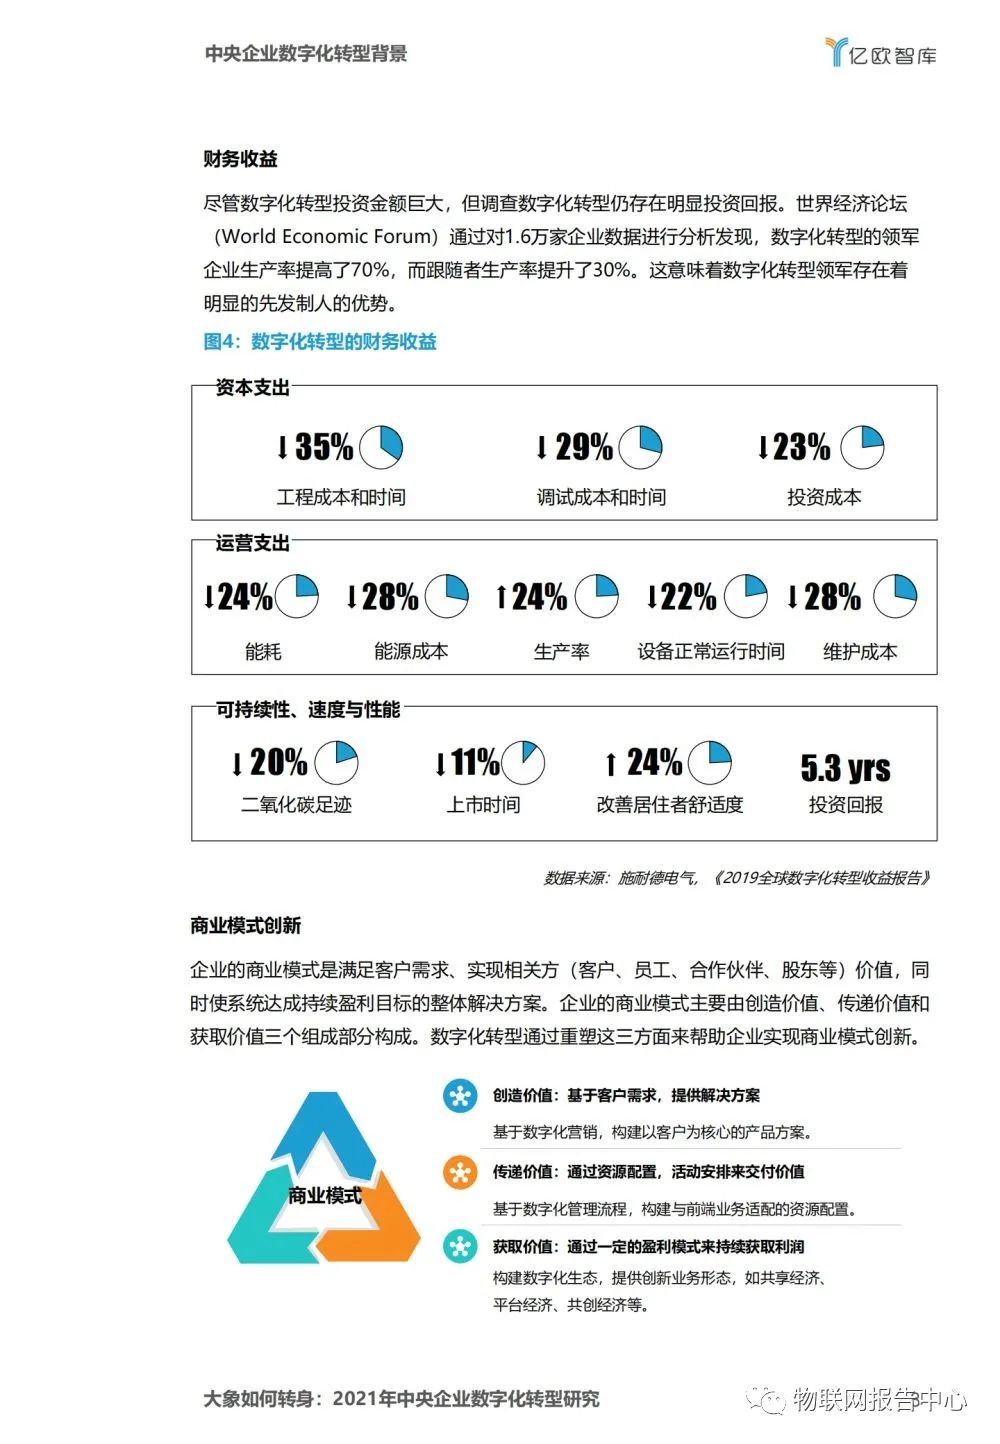 中央企业数字化转型背景
亿欧智库
财务收益
尽管数字化转型投资金额巨大，但调查数字化转型仍存在明显投资回报。世界经济论坛
（World Economic Forum）通过对1.6万家企业数据进行分析发现，数字化转型的领军
企业生产率提高了70%，而跟随者生产率提升了30%。这意味着数字化转型领军存在着
明显的先发制人的优势。
图4：数字化转型的财务收益
资本支出
↓35% ↓29% ↓23%
工程成本和时间 调试成本和时间 投资成本
运营支出
↓24% ↓28% ↑24% ↓22% ↓28%
能耗 能源成本 生产率 设备正常运行时间 维护成本
可持续性、速度与性能
↓20% ↓11% ↑24% 5.3 yrs
二氧化碳足迹 上市时间 改善居住者舒适度 投资回报
数据来源：施耐德电气，《2019全球数字化转型收益报告》
商业模式创新
企业的商业模式是满足客户需求、实现相关方（客户、员工、合作伙伴、股东等）价值，同
时使系统达成持续盈利目标的整体解决方案。企业的商业模式主要由创造价值、传递价值和
获取价值三个组成部分构成。数字化转型通过重塑这三方面来帮助企业实现商业模式创新。
商业模式
创造价值：基于客户需求，提供解决方案
基于数字化营销，构建以客户为核心的产品方案。
传递价值：通过资源配置，活动安排来交付价值
基于数字化管理流程，构建与前端业务适配的资源配置。
获取价值：通过一定的盈利模式来持续获取利润
构建数字化生态，提供创新业务形态，如共享经济、
平台经济、共创经济等。
大象如何转身：2021年中央企业数字化转型研究
物联网报告中心